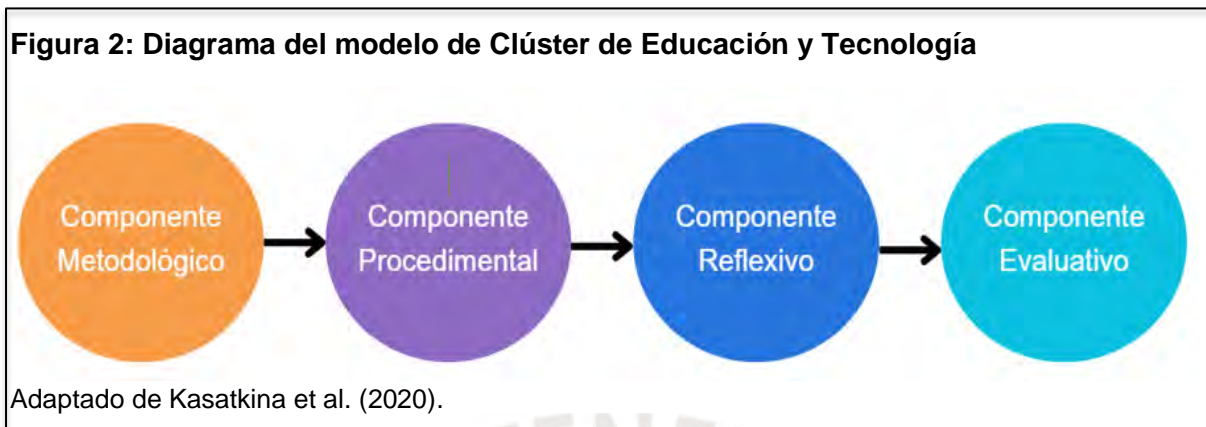 Figura 2: Diagrama del modelo de Clúster de Educación y Tecnología
Componente
Metodológico
Componente
Procedimental
Componente
Reflexivo
Componente
Evaluativo
Adaptado de Kasatkina et al. (2020).